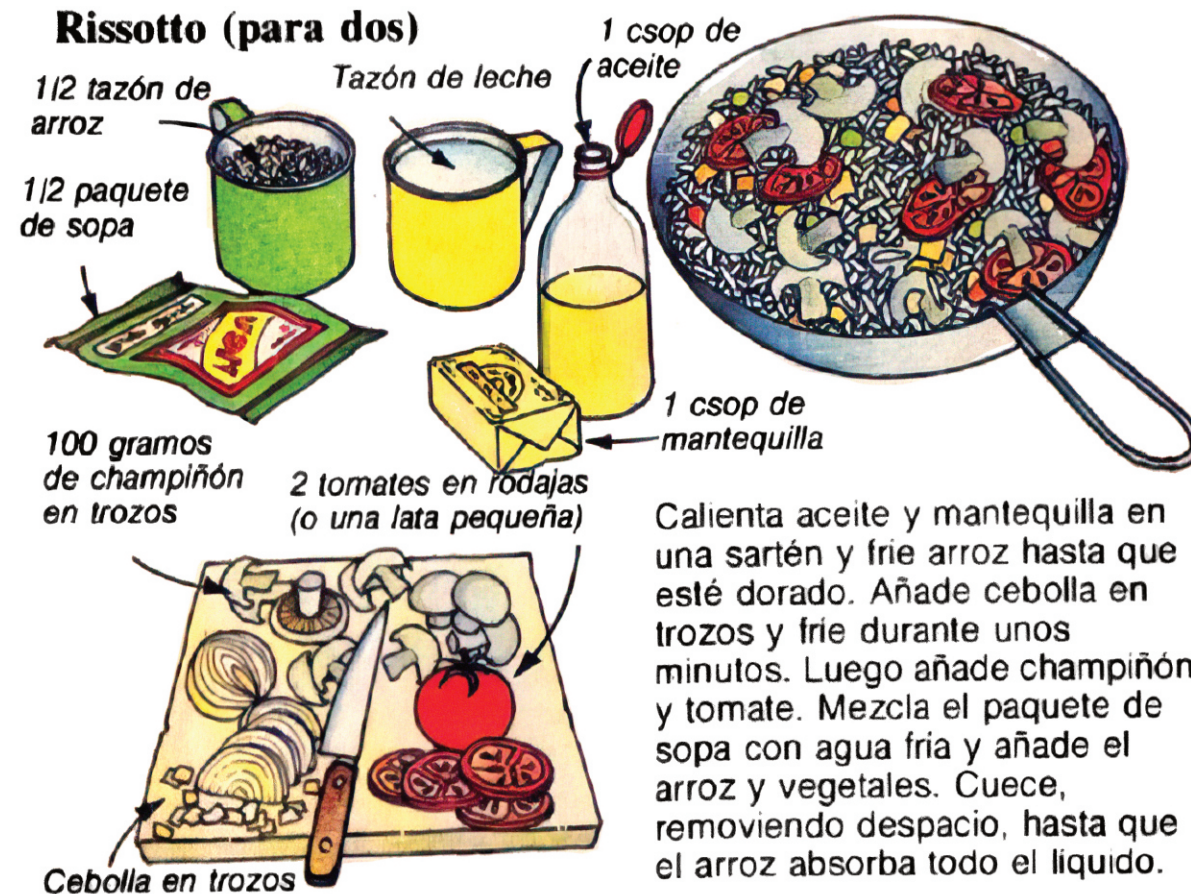 Rissotto (para dos)
1/2 tazón de
arroz
Tazón de leche
1 csop de
aceite
1/2 paquete
de sopa
1 csop de
mantequilla
100 gramos
de champiñón
en trozos
2 tomates en rodajas
(o una lata pequeña)
Cebolla en trozos
Calienta aceite y mantequilla en
una sartén y frie arroz hasta que
esté dorado. Añade cebolla en
trozos y frie durante unos
minutos. Luego añade champiñón
y tomate. Mezcla el paquete de
sopa con agua fria y añade el
arroz y vegetales. Cuece,
removiendo despacio, hasta que
el arroz absorba todo el liquido.